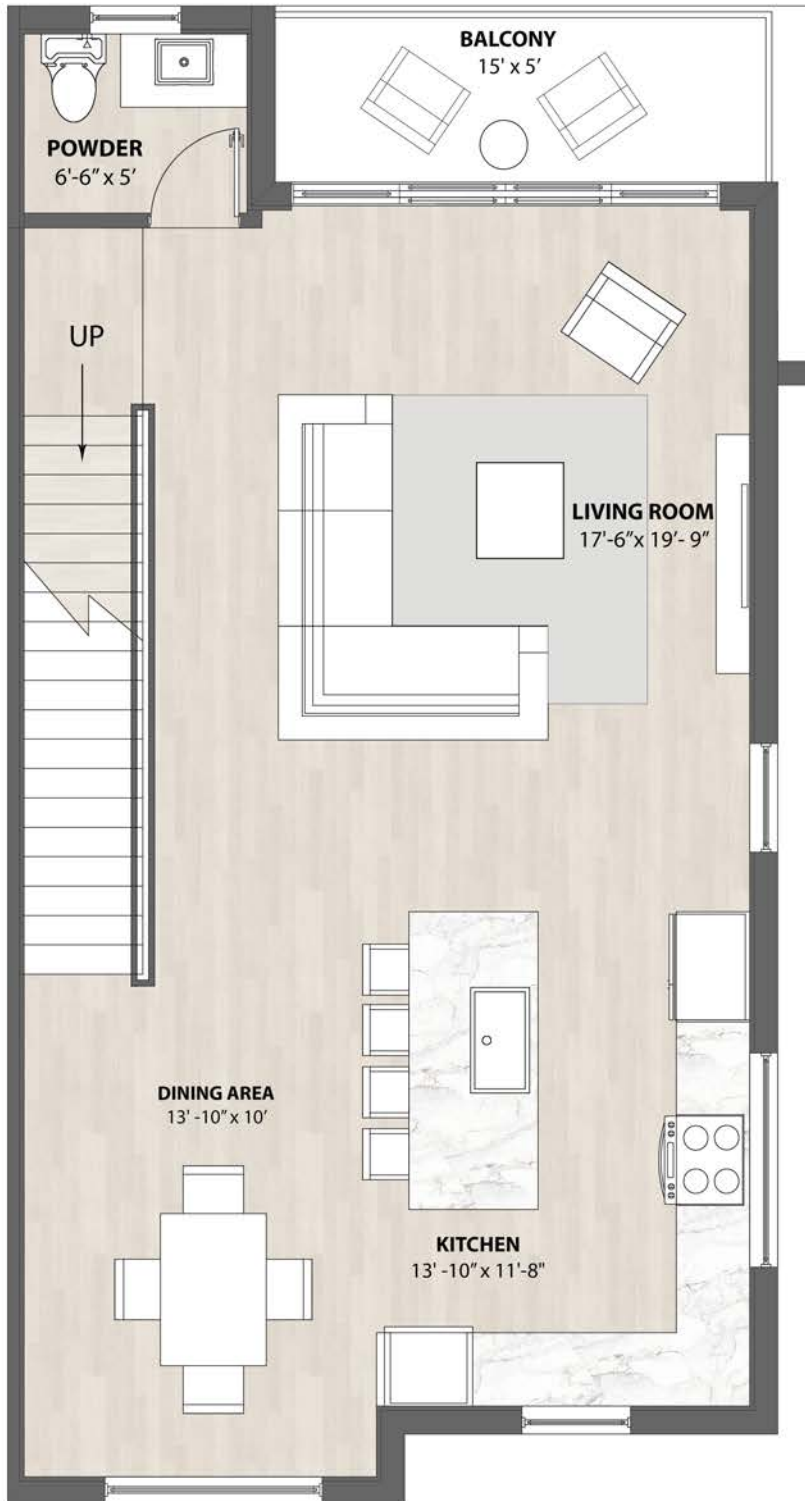 BALCONY
15' x 5'
POWDER
6'-6" x 5'
UP
LIVING ROOM
17'-6"x 19'- 9"
DINING AREA
13' -10" x 10'
KITCHEN
13' -10" x 11'-8"